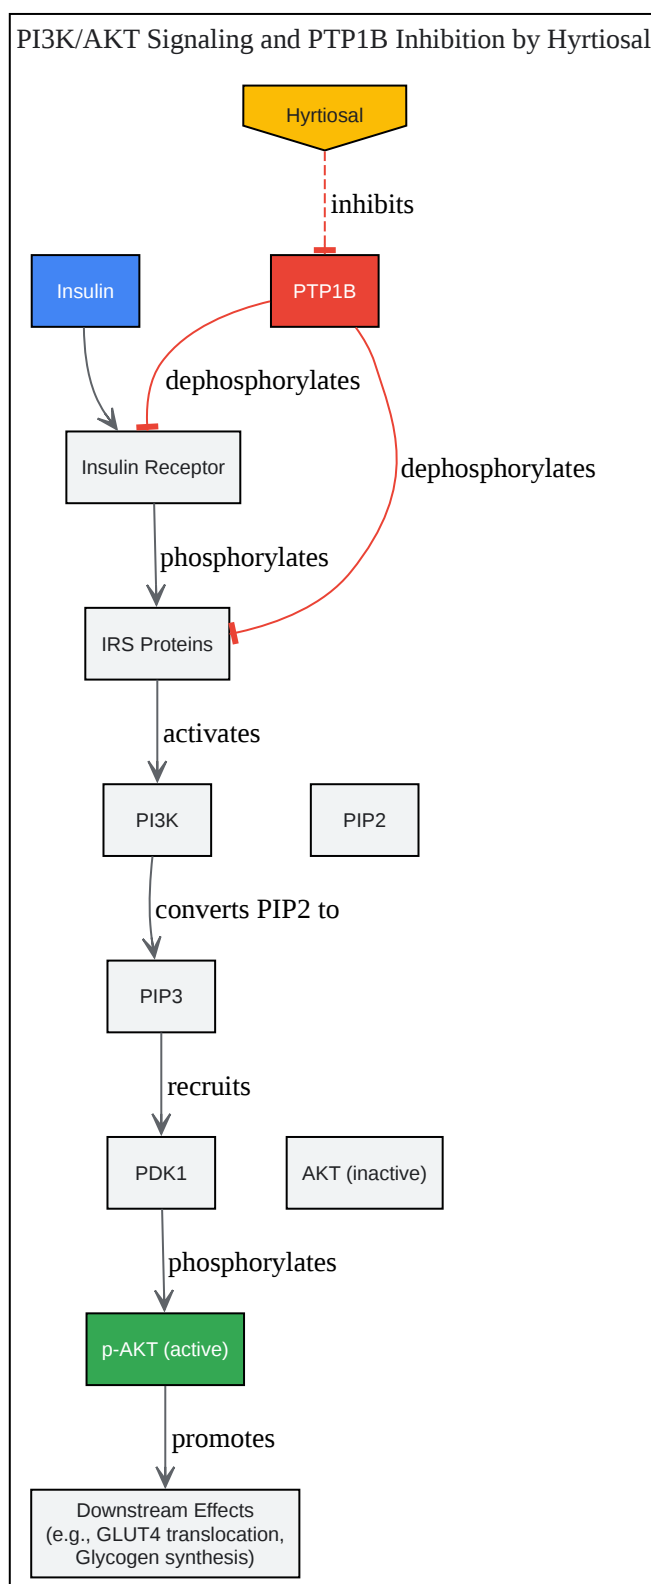 PI3K/AKT Signaling and PTP1B Inhibition by Hyrtiosal
Hyrtiosal
inhibits
Insulin
PTP1B
dephosphorylates
Insulin Receptor
dephosphorylates
phosphorylates
IRS Proteins
activates
PI3K
PIP2
converts PIP2 to
PIP3
recruits
PDK1
AKT (inactive)
phosphorylates
p-AKT (active)
promotes
Downstream Effects
(e.g., GLUT4 translocation,
Glycogen synthesis)